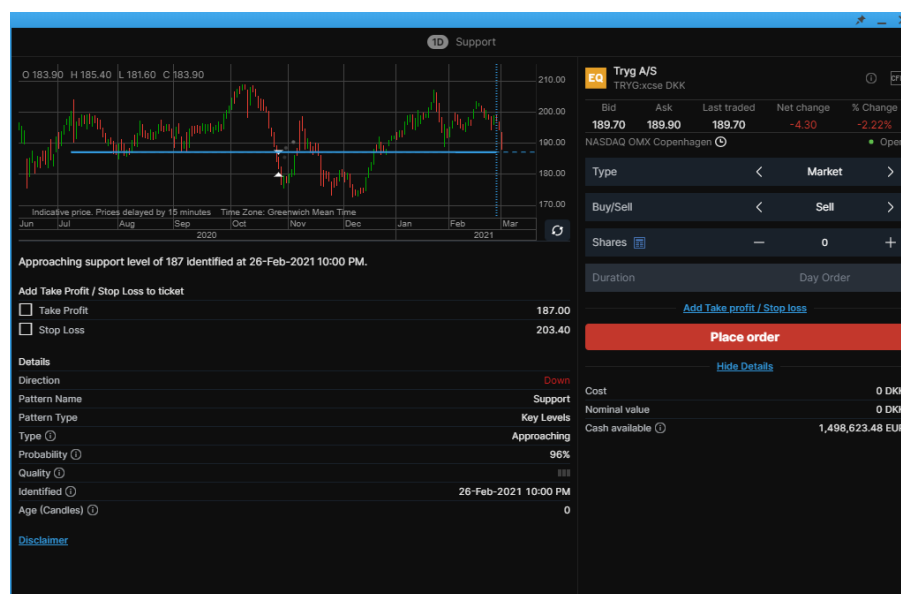 1D Support
O 183.90 H 185.40 L 181.60 C 183.90
210.00
200.00
190.00
180.00
170.00
Indicative price. Prices delayed by 15 minutes Time Zone: Greenwich Mean Time
Jun Jul Aug Sep Oct Nov Dec Jan Feb Mar
2020 2021
Approaching support level of 187 identified at 26-Feb-2021 10:00 PM.
Add Take Profit / Stop Loss to ticket
Take Profit 187.00
Stop Loss 203.40
Details
Direction Down
Pattern Name Support
Pattern Type Key Levels
Type Approaching
Probability 96%
Quality
Identified 26-Feb-2021 10:00 PM
Age (Candles) 0
Disclaimer
EQ Tryg A/S
TRYG:xcse DKK
Bid Ask Last traded Net change % Change
189.70 189.90 189.70 -4.30 -2.22%
NASDAQ OMX Copenhagen Open
Type Market
Buy/Sell Sell
Shares 0
Duration Day Order
Add Take profit / Stop loss
Place order
Hide Details
Cost 0 DKK
Nominal value 0 DKK
Cash available 1,498,623.48 EUR